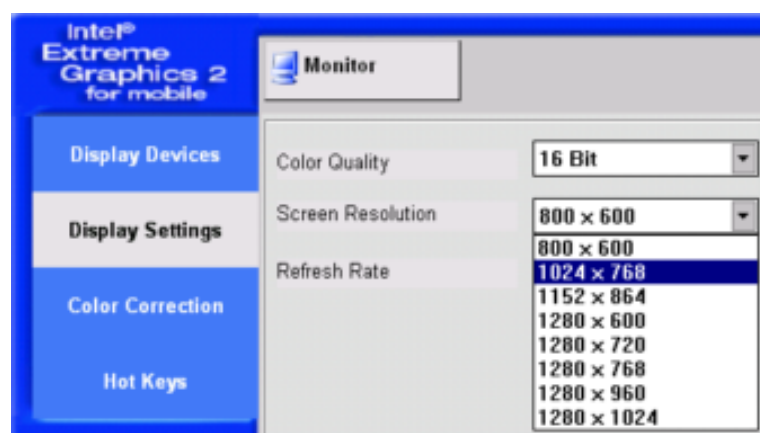 Intel®
Extreme
Graphics 2
for mobile
Monitor
Display Devices
Display Settings
Color Correction
Hot Keys
Color Quality
16 Bit
Screen Resolution
800 × 600
Refresh Rate
800 × 600
1024 × 768
1152 × 864
1280 × 600
1280 × 720
1280 × 768
1280 × 960
1280 × 1024